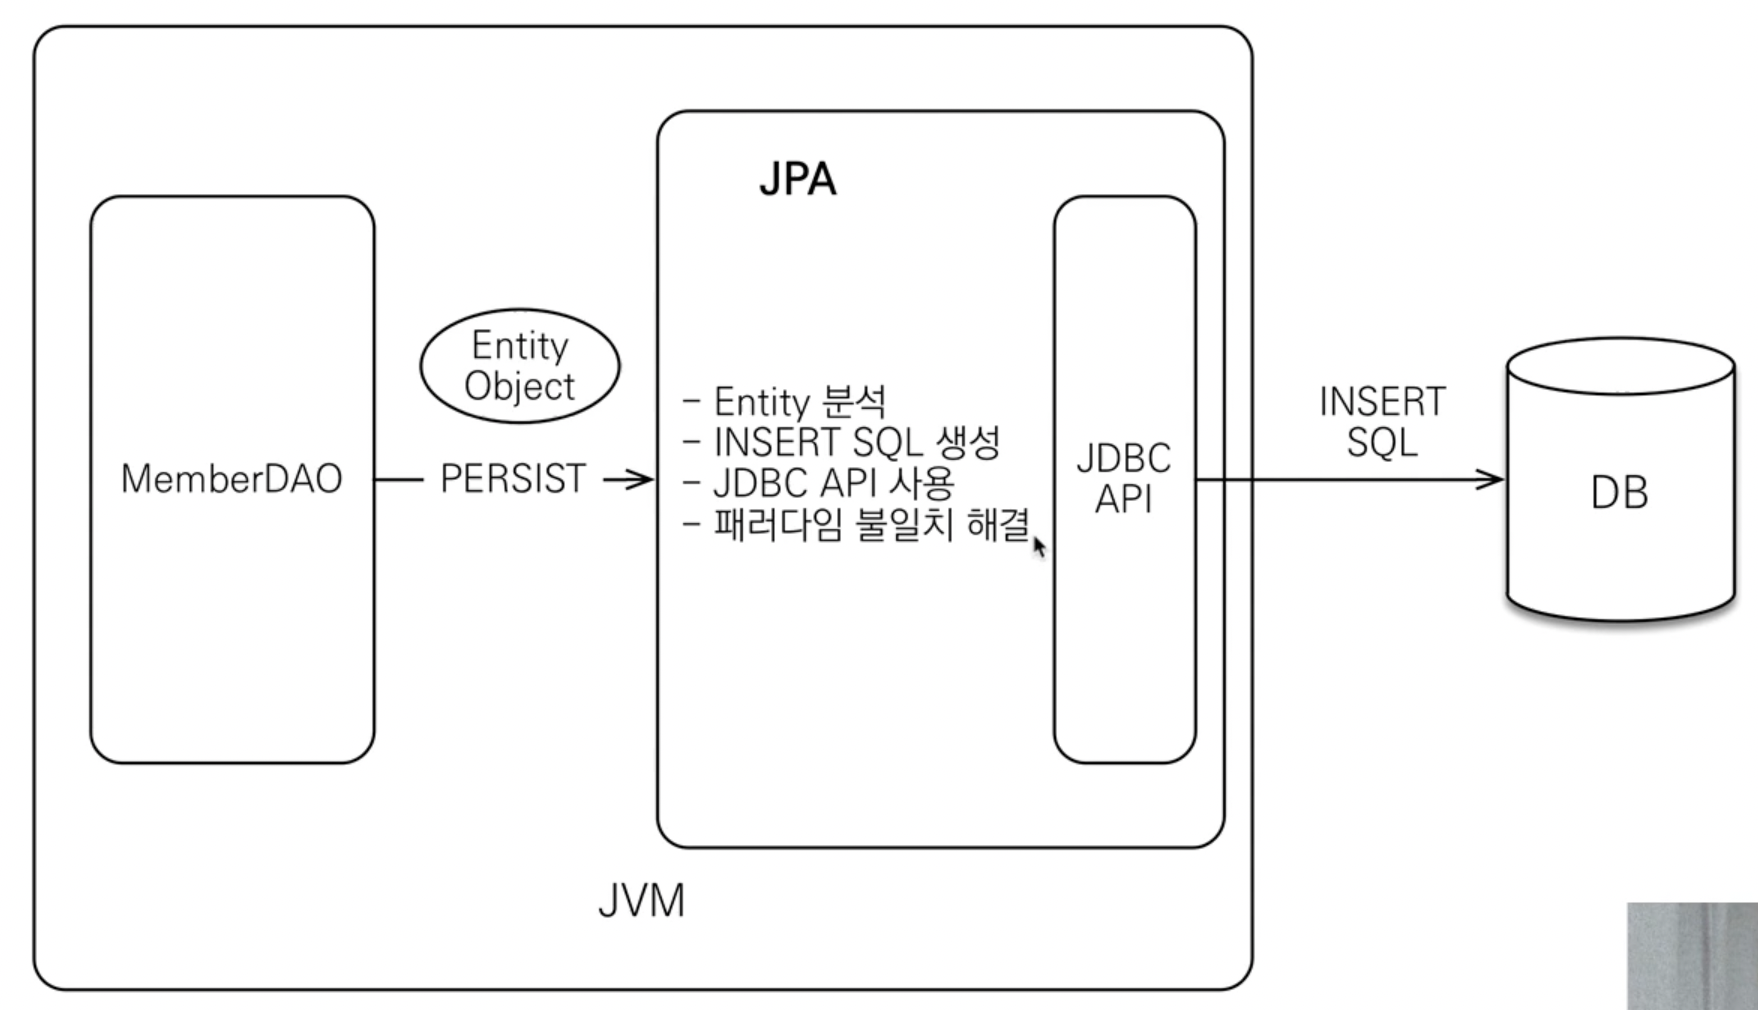 JPA
Entity
Object
MemberDAO
PERSIST
- Entity 분석
- INSERT SQL 생성
- JDBC API 사용
- 패러다임 불일치 해결
JDBC
API
INSERT
SQL
DB
JVM